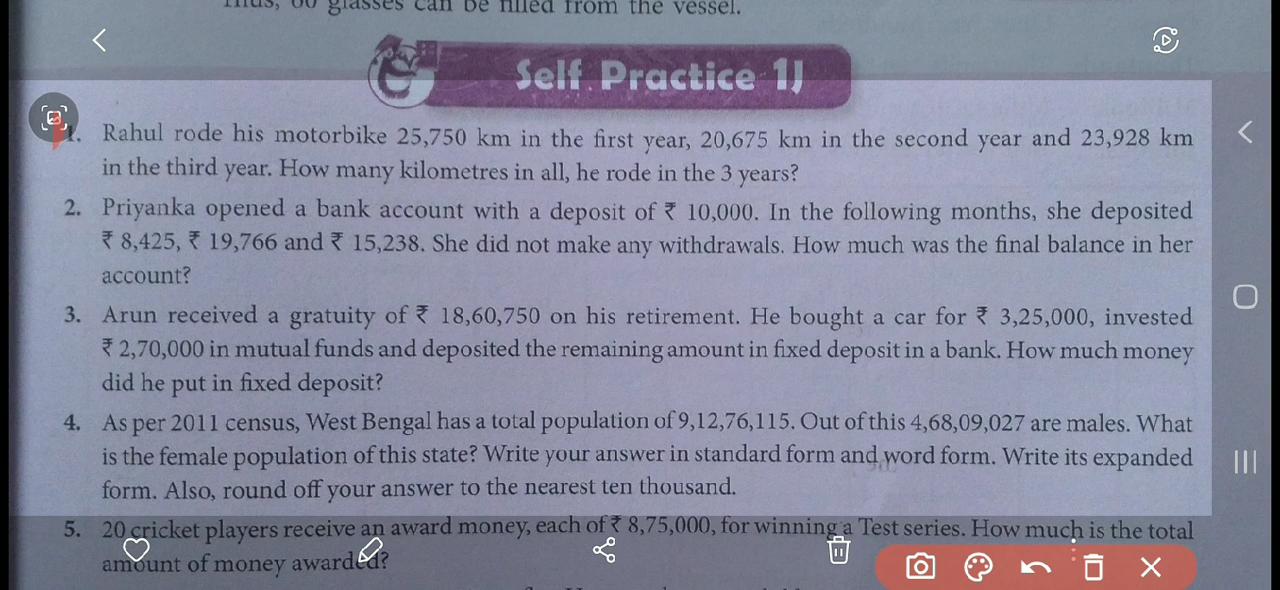 Thus, 60 glasses can be filled from the vessel.
Self Practice 1J
1. Rahul rode his motorbike 25,750 km in the first year, 20,675 km in the second year and 23,928 km
in the third year. How many kilometres in all, he rode in the 3 years?
2. Priyanka opened a bank account with a deposit of ₹ 10,000. In the following months, she deposited
₹ 8,425, ₹ 19,766 and ₹ 15,238. She did not make any withdrawals. How much was the final balance in her
account?
3. Arun received a gratuity of ₹ 18,60,750 on his retirement. He bought a car for ₹ 3,25,000, invested
₹ 2,70,000 in mutual funds and deposited the remaining amount in fixed deposit in a bank. How much money
did he put in fixed deposit?
4. As per 2011 census, West Bengal has a total population of 9,12,76,115. Out of this 4,68,09,027 are males. What
is the female population of this state? Write your answer in standard form and word form. Write its expanded
form. Also, round off your answer to the nearest ten thousand.
5. 20 cricket players receive an award money, each of ₹ 8,75,000, for winning a Test series. How much is the total
amount of money awarded?